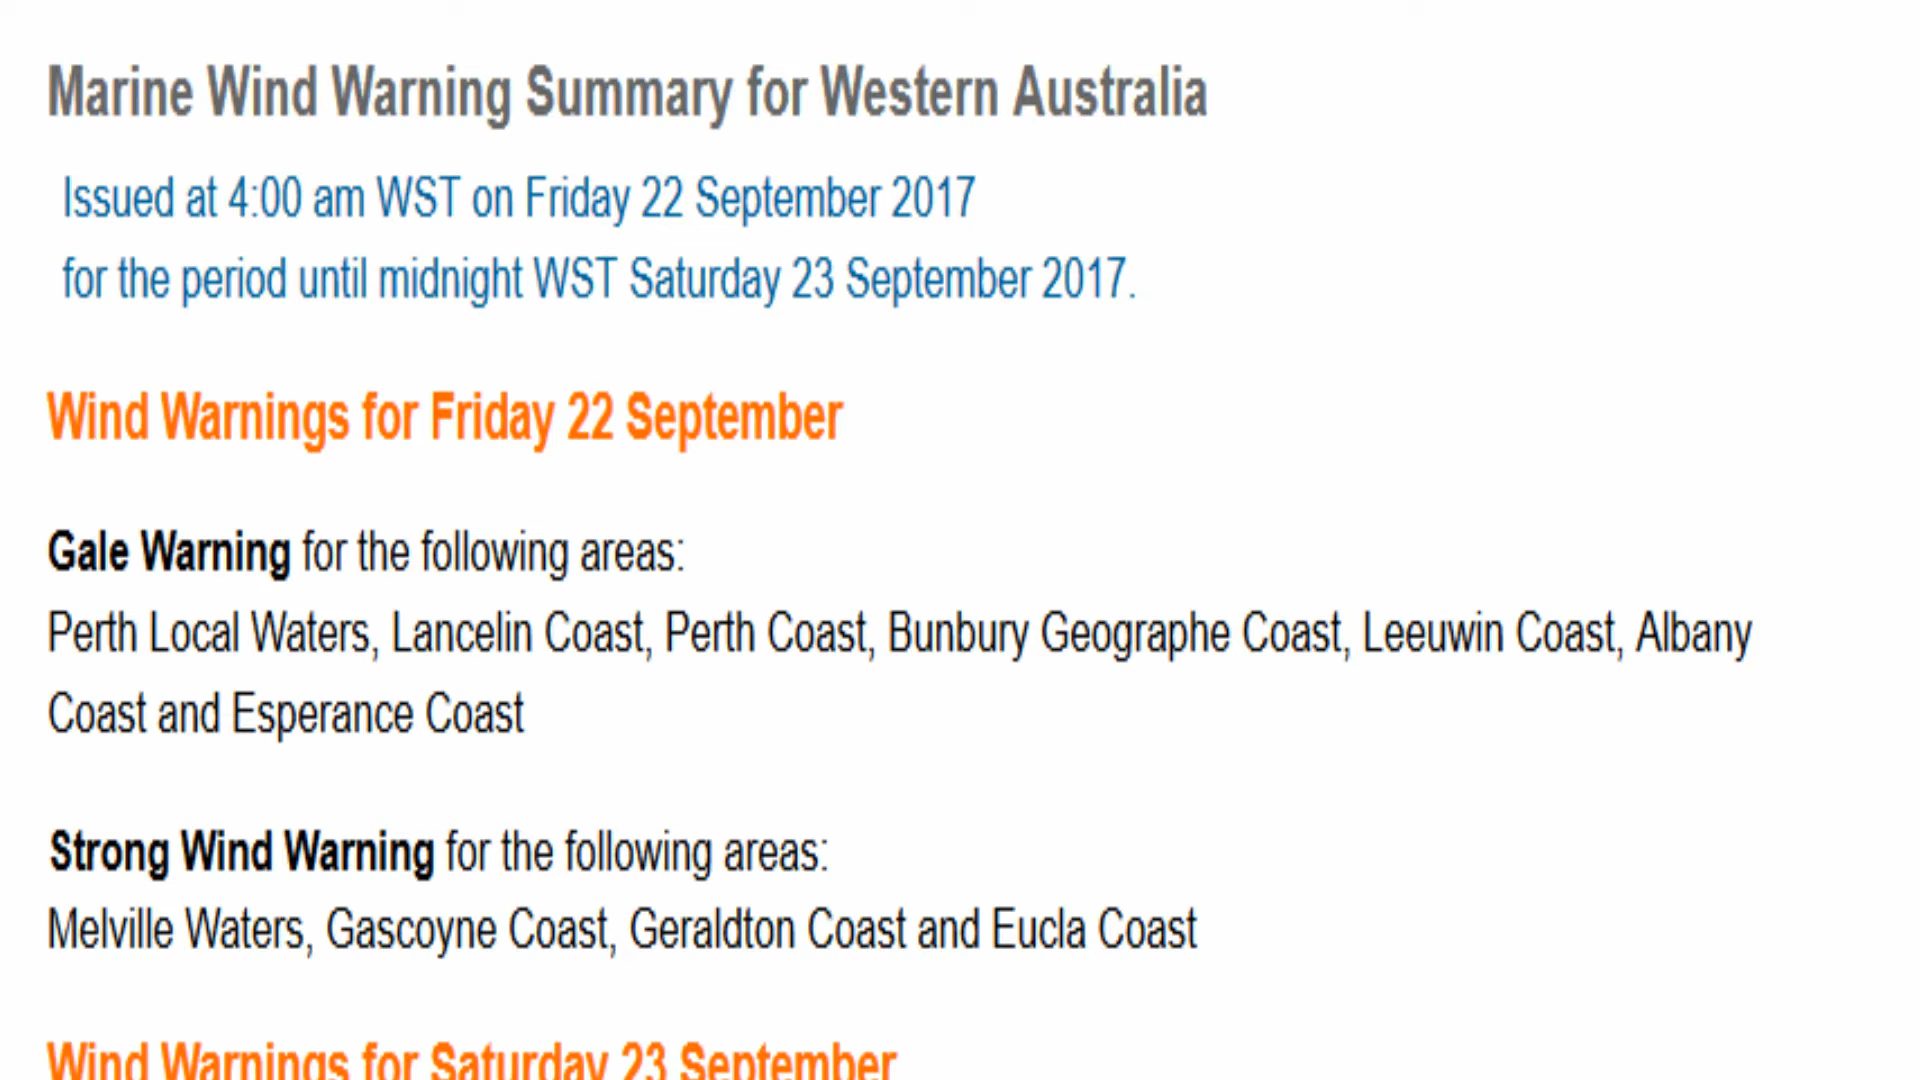 Marine Wind Warning Summary for Western Australia
Issued at 4:00 am WST on Friday 22 September 2017
for the period until midnight WST Saturday 23 September 2017.
Wind Warnings for Friday 22 September
Gale Warning for the following areas:
Perth Local Waters, Lancelin Coast, Perth Coast, Bunbury Geographe Coast, Leeuwin Coast, Albany
Coast and Esperance Coast
Strong Wind Warning for the following areas:
Melville Waters, Gascoyne Coast, Geraldton Coast and Eucla Coast
Wind Warnings for Saturday 23 September